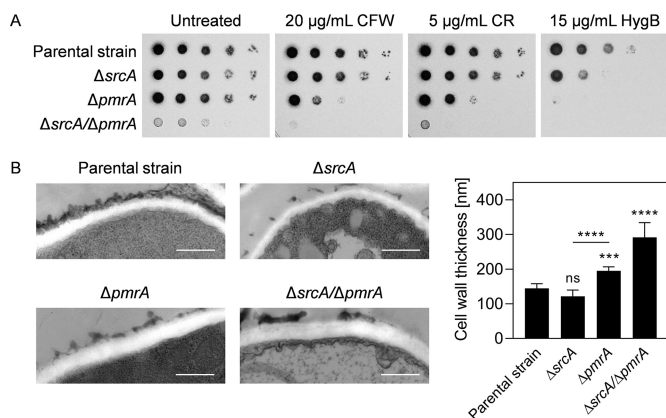 A
Untreated
20 µg/mL CFW
5 µg/mL CR
15 µg/mL HygB
Parental strain
ΔsrcA
ΔpmrA
ΔsrcA/ΔpmrA
B
Parental strain
ΔsrcA
ΔpmrA
ΔsrcA/ΔpmrA
Cell wall thickness [nm]
400
300
200
100
0
ns
****
***
****
Parental strain
ΔsrcA
ΔpmrA
ΔsrcA/ΔpmrA